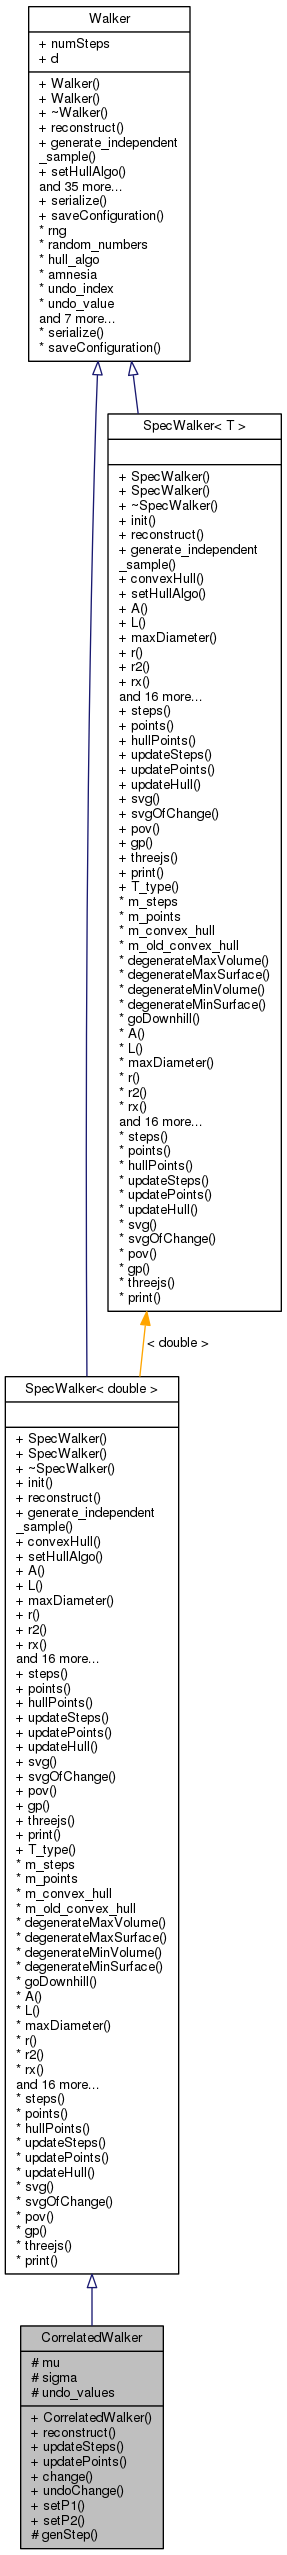 Walker
+ numSteps
+ d
+ Walker()
+ Walker()
+ ~Walker()
+ reconstruct()
+ generate_independent
_sample()
+ setHullAlgo()
and 35 more...
+ serialize()
+ saveConfiguration()
* rng
* random_numbers
* hull_algo
* amnesia
* undo_index
* undo_value
and 7 more...
* serialize()
* saveConfiguration()
SpecWalker< T >
+ SpecWalker()
+ SpecWalker()
+ ~SpecWalker()
+ init()
+ reconstruct()
+ generate_independent
_sample()
+ convexHull()
+ setHullAlgo()
+ A()
+ L()
+ maxDiameter()
+ r()
+ r2()
+ rx()
and 16 more...
+ steps()
+ points()
+ hullPoints()
+ updateSteps()
+ updatePoints()
+ updateHull()
+ svg()
+ svgOfChange()
+ pov()
+ gp()
+ threejs()
+ print()
+ T_type()
* m_steps
* m_points
* m_convex_hull
* m_old_convex_hull
* degenerateMaxVolume()
* degenerateMaxSurface()
* degenerateMinVolume()
* degenerateMinSurface()
* goDownhill()
* A()
* L()
* maxDiameter()
* r()
* r2()
* rx()
and 16 more...
* steps()
* points()
* hullPoints()
* updateSteps()
* updatePoints()
* updateHull()
* svg()
* svgOfChange()
* pov()
* gp()
* threejs()
* print()
< double >
SpecWalker< double >
+ SpecWalker()
+ SpecWalker()
+ ~SpecWalker()
+ init()
+ reconstruct()
+ generate_independent
_sample()
+ convexHull()
+ setHullAlgo()
+ A()
+ L()
+ maxDiameter()
+ r()
+ r2()
+ rx()
and 16 more...
+ steps()
+ points()
+ hullPoints()
+ updateSteps()
+ updatePoints()
+ updateHull()
+ svg()
+ svgOfChange()
+ pov()
+ gp()
+ threejs()
+ print()
+ T_type()
* m_steps
* m_points
* m_convex_hull
* m_old_convex_hull
* degenerateMaxVolume()
* degenerateMaxSurface()
* degenerateMinVolume()
* degenerateMinSurface()
* goDownhill()
* A()
* L()
* maxDiameter()
* r()
* r2()
* rx()
and 16 more...
* steps()
* points()
* hullPoints()
* updateSteps()
* updatePoints()
* updateHull()
* svg()
* svgOfChange()
* pov()
* gp()
* threejs()
* print()
CorrelatedWalker
# mu
# sigma
# undo_values
+ CorrelatedWalker()
+ reconstruct()
+ updateSteps()
+ updatePoints()
+ change()
+ undoChange()
+ setP1()
+ setP2()
# genStep()